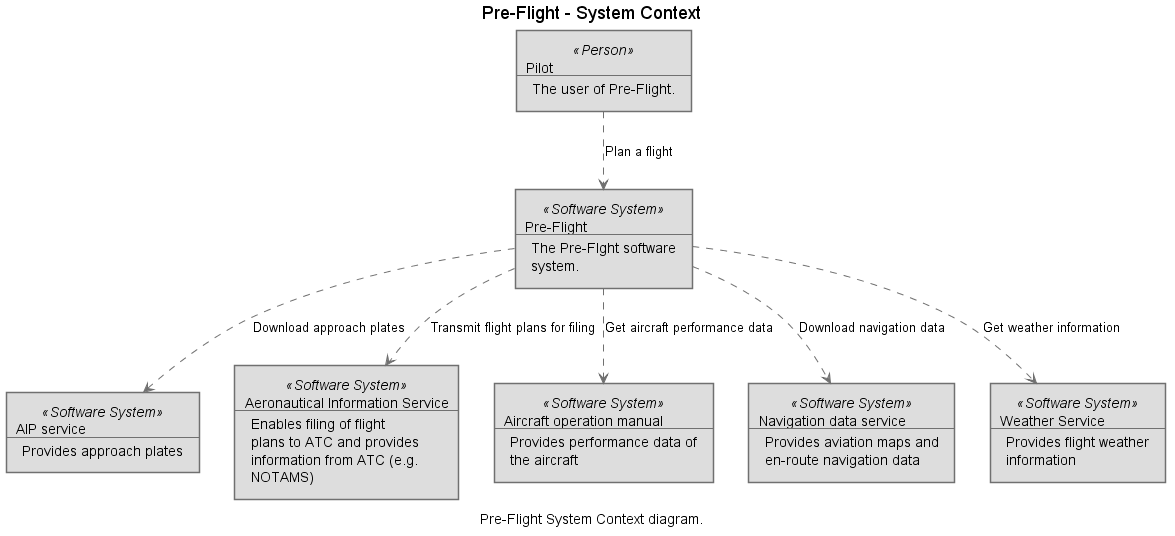 Pre-Flight - System Context
«Person»
Pilot
The user of Pre-Flight.
Plan a flight
«Software System»
Pre-Flight
The Pre-Flght software
system.
Download approach plates
Transmit flight plans for filing
Get aircraft performance data
Download navigation data
Get weather information
«Software System»
AIP service
Provides approach plates
«Software System»
Aeronautical Information Service
Enables filing of flight
plans to ATC and provides
information from ATC (e.g.
NOTAMS)
«Software System»
Aircraft operation manual
Provides performance data of
the aircraft
«Software System»
Navigation data service
Provides aviation maps and
en-route navigation data
«Software System»
Weather Service
Provides flight weather
information
Pre-Flight System Context diagram.